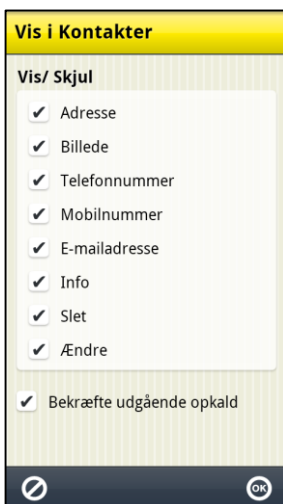 Vis i Kontakter
Vis/ Skjul
Adresse
Billede
Telefonnummer
Mobilnummer
E-mailadresse
Info
Slet
Ændre
Bekræfte udgående opkald
OK